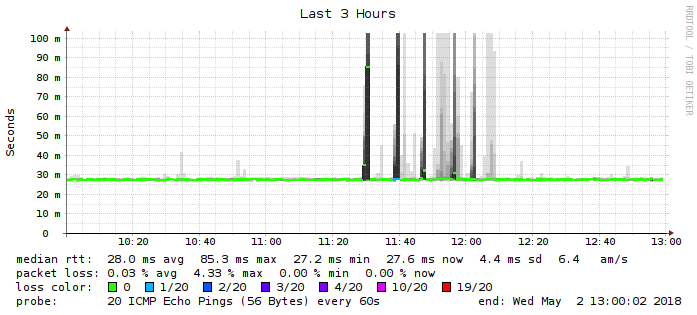 Last 3 Hours
RRDTOOL / TOBI OETIKER
Seconds
100 m
90 m
80 m
70 m
60 m
50 m
40 m
30 m
20 m
10 m
0
10:20 10:40 11:00 11:20 11:40 12:00 12:20 12:40 13:00
median rtt: 28.0 ms avg 85.3 ms max 27.2 ms min 27.6 ms now 4.4 ms sd 6.4 am/s
packet loss: 0.03 % avg 4.33 % max 0.00 % min 0.00 % now
loss color: 0 1/20 2/20 3/20 4/20 10/20 19/20
probe: 20 ICMP Echo Pings (56 Bytes) every 60s end: Wed May 2 13:00:02 2018